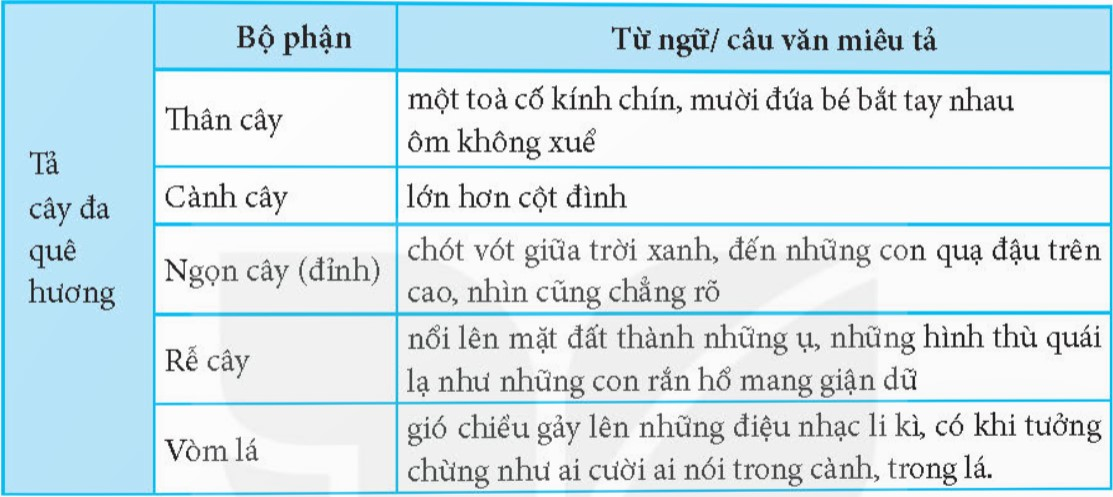 Bộ phận
Từ ngữ/ câu văn miêu tả
Tả
cây đa
quê
hương
Thân cây
một toà cổ kính chín, mười đứa bé bắt tay nhau
ôm không xuể
Cành cây
lớn hơn cột đình
Ngọn cây (đỉnh)
chót vót giữa trời xanh, đến những con quạ đậu trên
cao, nhìn cũng chẳng rõ
Rễ cây
nổi lên mặt đất thành những ụ, những hình thù quái
lạ như những con rắn hổ mang giận dữ
Vòm lá
gió chiều gảy lên những điệu nhạc li kì, có khi tưởng
chừng như ai cười ai nói trong cành, trong lá.